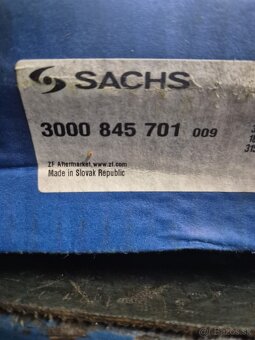 SACHS
3000 845 701 009
ZF Aftermarket, www.zf.com
Made in Slovak Republic